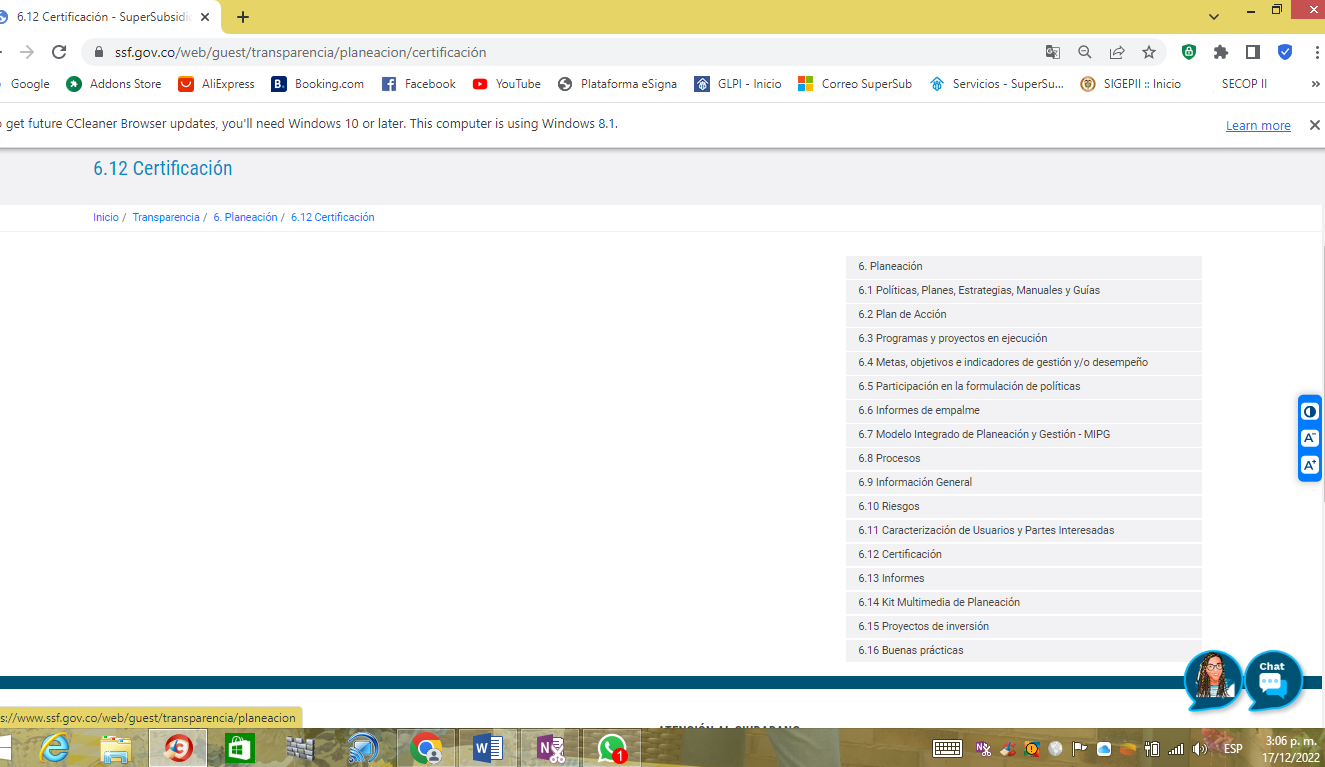 6.12 Certificación - SuperSubsidi
ssf.gov.co/web/guest/transparencia/planeacion/certificación
Google Addons Store AliExpress B. Booking.com Facebook YouTube Plataforma eSigna GLPI - Inicio Correo SuperSub Servicios - SuperSu... SIGEPII :: Inicio SECOP II »
get future CCleaner Browser updates, you'll need Windows 10 or later. This computer is using Windows 8.1. Learn more
6.12 Certificación
Inicio / Transparencia / 6. Planeación / 6.12 Certificación
6. Planeación
6.1 Políticas, Planes, Estrategias, Manuales y Guías
6.2 Plan de Acción
6.3 Programas y proyectos en ejecución
6.4 Metas, objetivos e indicadores de gestión y/o desempeño
6.5 Participación en la formulación de políticas
6.6 Informes de empalme
6.7 Modelo Integrado de Planeación y Gestión - MIPG
6.8 Procesos
6.9 Información General
6.10 Riesgos
6.11 Caracterización de Usuarios y Partes Interesadas
6.12 Certificación
6.13 Informes
6.14 Kit Multimedia de Planeación
6.15 Proyectos de inversión
6.16 Buenas prácticas
A-
A+
Chat
s://www.ssf.gov.co/web/guest/transparencia/planeacion
ATENCIÓN AL CIUDADANO
W N 1 ESP
3:06 p. m.
17/12/2022